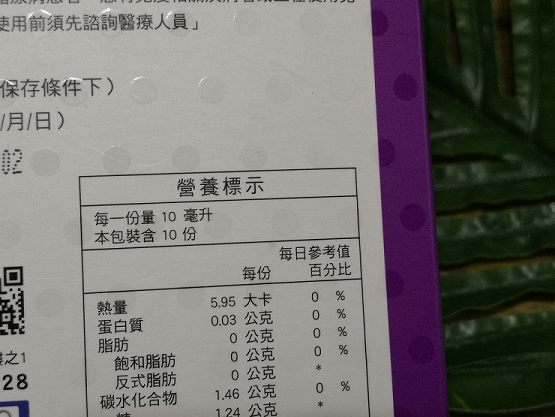 使用前須先諮詢醫療人員」
保存條件下）
/月/日）
02
營養標示
每一份量 10 毫升
本包裝含 10 份
每份 每日參考值百分比
熱量 5.95 大卡 0 %
蛋白質 0.03 公克 0 %
脂肪 0 公克 0 %
飽和脂肪 0 公克 0 %
反式脂肪 0 公克 *
碳水化合物 1.46 公克 0 %
糖 1.24 公克 *
之1
28